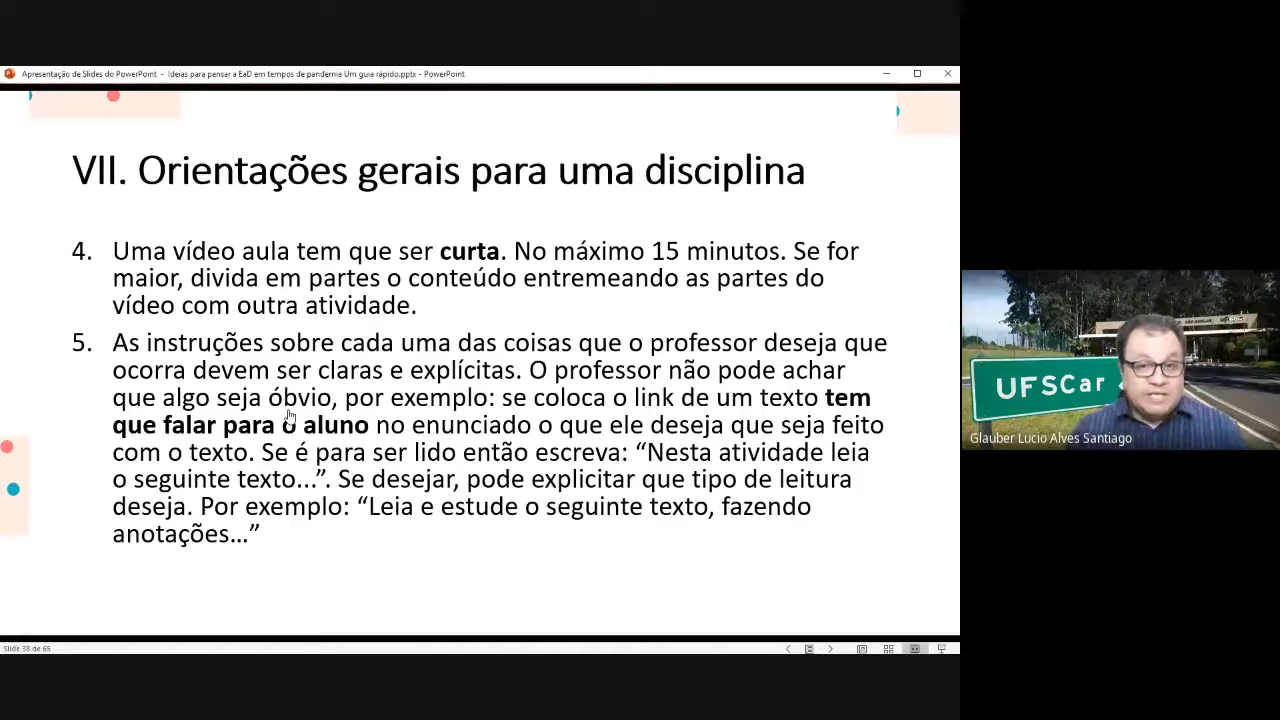 Apresentação de Slides do PowerPoint - Ideias para pensar a EaD em tempos de pandemia Um guia rápido.pptx - PowerPoint
VII. Orientações gerais para uma disciplina
4. Uma vídeo aula tem que ser curta. No máximo 15 minutos. Se for
maior, divida em partes o conteúdo entremeando as partes do
vídeo com outra atividade.
5. As instruções sobre cada uma das coisas que o professor deseja que
ocorra devem ser claras e explícitas. O professor não pode achar
que algo seja óbvio, por exemplo: se coloca o link de um texto tem
que falar para o aluno no enunciado o que ele deseja que seja feito
com o texto. Se é para ser lido então escreva: “Nesta atividade leia
o seguinte texto...”. Se desejar, pode explicitar que tipo de leitura
deseja. Por exemplo: “Leia e estude o seguinte texto, fazendo
anotações…”
UFSCar
Glauber Lucio Alves Santiago
Slide 38 de 65